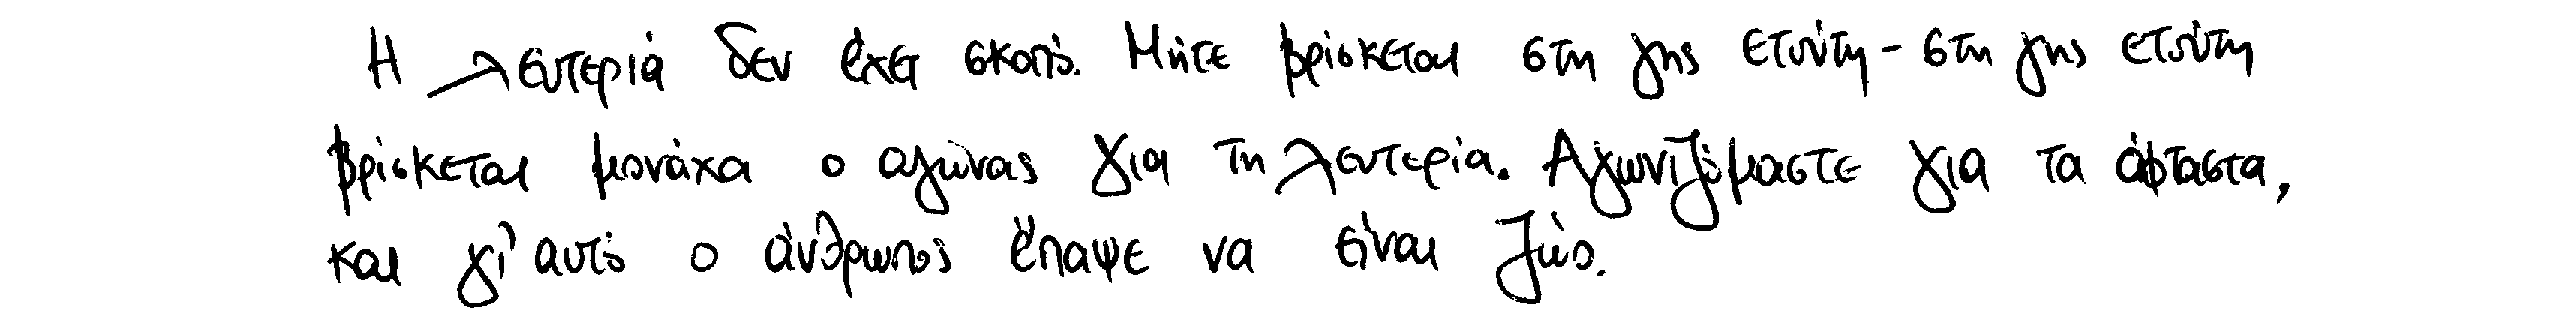 Η λευτεριά δεν έχει σκοπό. Μήτε βρίσκεται στη γης ετούτη - στη γης ετούτη
βρίσκεται μονάχα ο αγώνας για τη λευτερία. Αγωνιζόμαστε για τα άφταστα,
και γι' αυτό ο άνθρωπος έπαψε να είναι ζώο.